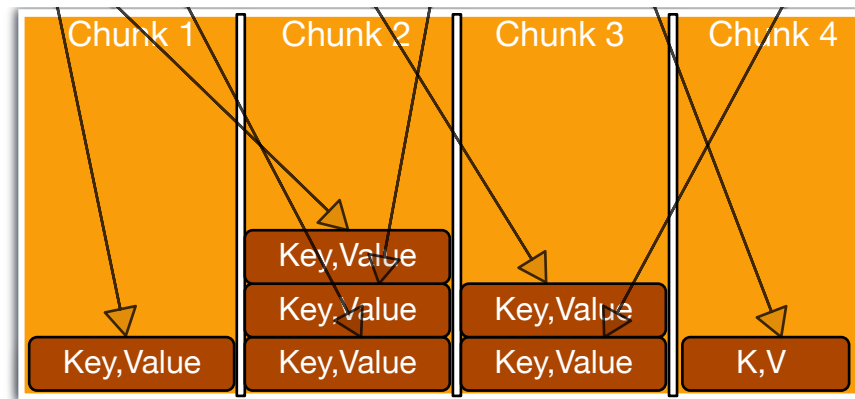 Chunk 1
Chunk 2
Chunk 3
Chunk 4
Key,Value
Key,Value
Key,Value
Key,Value
Key,Value
Key,Value
K,V